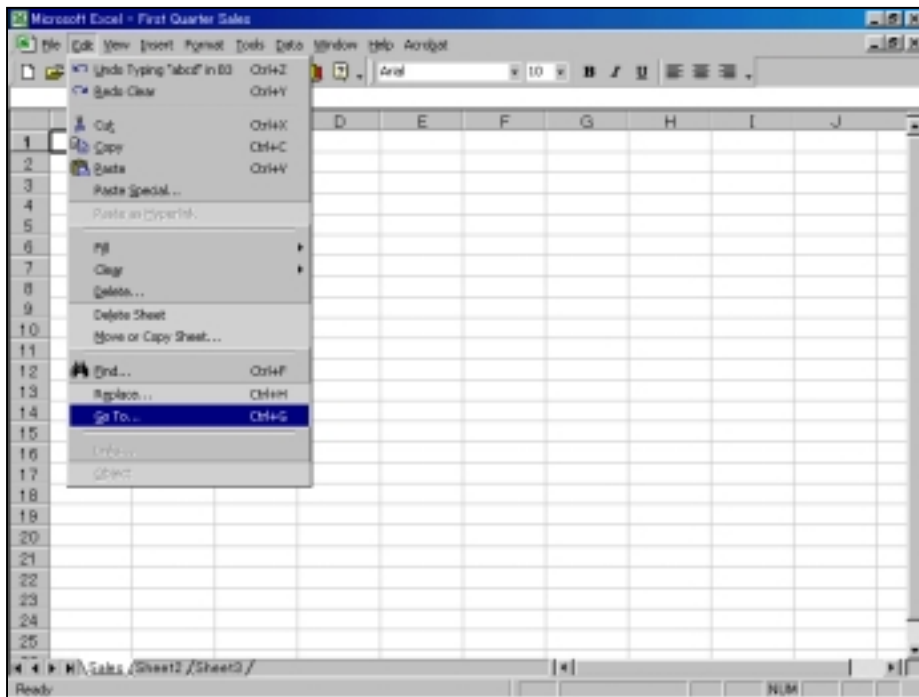 Microsoft Excel - First Quarter Sales
File Edit View Insert Format Tools Data Window Help Acrobat
Undo Typing "abcd" in B3 Ctrl+Z
Arial 10 B I U
Redo Clear Ctrl+Y
Cut Ctrl+X
Copy Ctrl+C
Paste Ctrl+V
Paste Special...
Paste as Hyperlink
Fill
Clear
Delete...
Delete Sheet
Move or Copy Sheet...
Find... Ctrl+F
Replace... Ctrl+H
Go To... Ctrl+G
Links...
Object
D E F G H I J
1
2
3
4
5
6
7
8
9
10
11
12
13
14
15
16
17
18
19
20
21
22
23
24
25
Sales Sheet2 Sheet3
Ready NUM